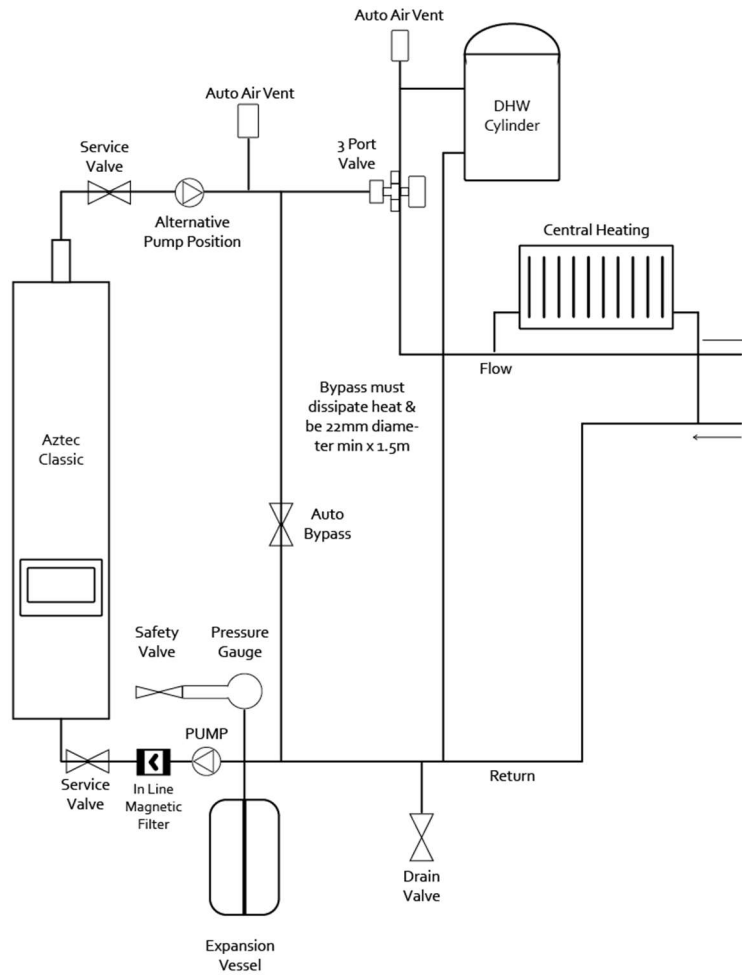 Auto Air Vent
Auto Air Vent
DHW
Cylinder
3 Port
Valve
Service
Valve
Alternative
Pump Position
Central Heating
Flow
Bypass must
dissipate heat &
be 22mm diame-
ter min x 1.5m
Aztec
Classic
Auto
Bypass
Safety
Valve
Pressure
Gauge
PUMP
Service
Valve
In Line
Magnetic
Filter
Return
Drain
Valve
Expansion
Vessel